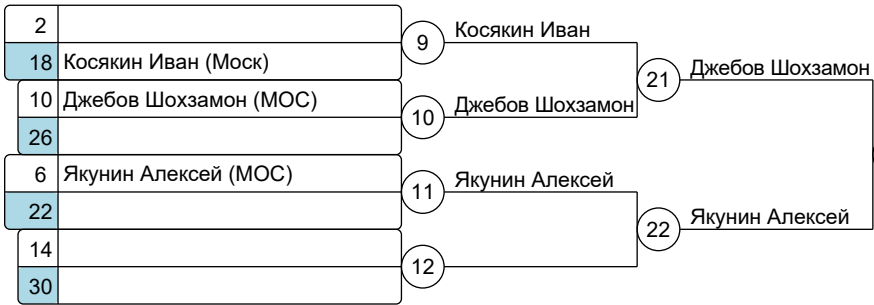 2
9
Косякин Иван
18 Косякин Иван (Моск)
21
Джебов Шохзамон
10 Джебов Шохзамон (МОС)
10
Джебов Шохзамон
26
6 Якунин Алексей (МОС)
11
Якунин Алексей
22
22
Якунин Алексей
14
12
30